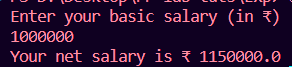 Enter your basic salary (in ₹)
1000000
Your net salary is ₹ 1150000.0